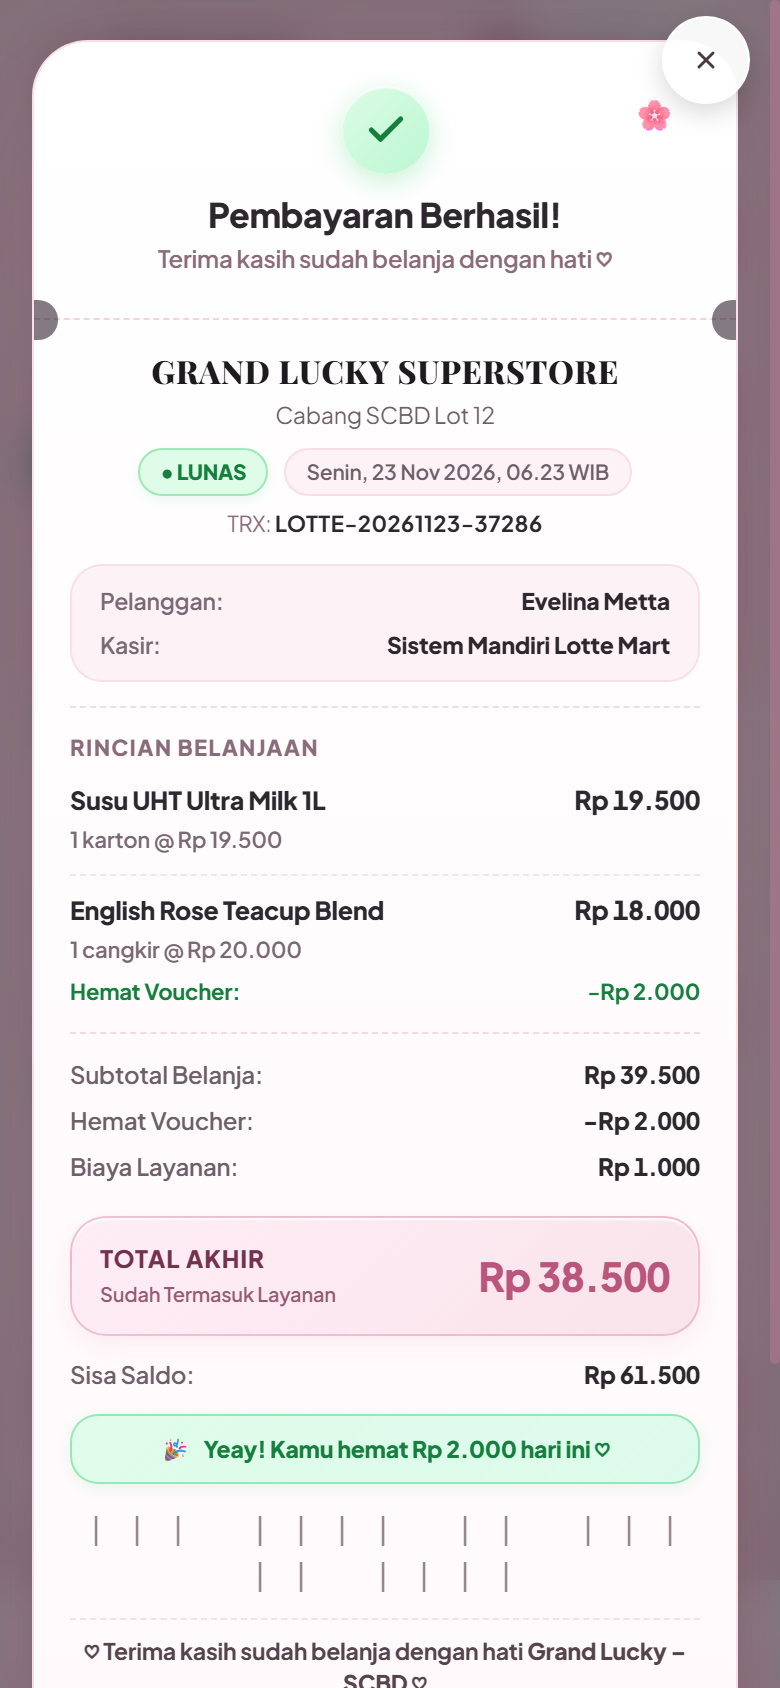 Pembayaran Berhasil!
Terima kasih sudah belanja dengan hati ♡
GRAND LUCKY SUPERSTORE
Cabang SCBD Lot 12
● LUNAS
Senin, 23 Nov 2026, 06.23 WIB
TRX: LOTTE-20261123-37286
Pelanggan: Evelina Metta
Kasir: Sistem Mandiri Lotte Mart
RINCIAN BELANJAAN
Susu UHT Ultra Milk 1L Rp 19.500
1 karton @ Rp 19.500
English Rose Teacup Blend Rp 18.000
1 cangkir @ Rp 20.000
Hemat Voucher: -Rp 2.000
Subtotal Belanja: Rp 39.500
Hemat Voucher: -Rp 2.000
Biaya Layanan: Rp 1.000
TOTAL AKHIR
Sudah Termasuk Layanan
Rp 38.500
Sisa Saldo: Rp 61.500
🎉 Yeay! Kamu hemat Rp 2.000 hari ini ♡
| | |   | | | |   | |   | | |
| |   | | | |
♡ Terima kasih sudah belanja dengan hati Grand Lucky –
SCBD ♡